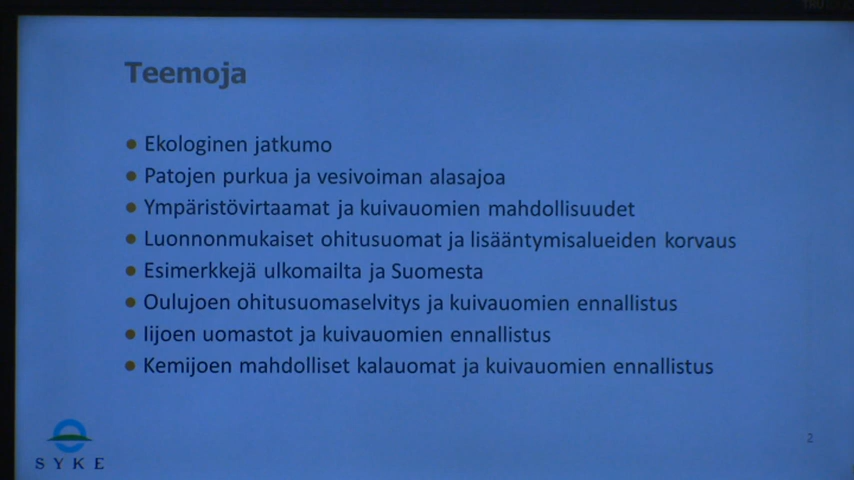 Teemoja
● Ekologinen jatkumo
● Patojen purkua ja vesivoiman alasajoa
● Ympäristövirtaamat ja kuivauomien mahdollisuudet
● Luonnonmukaiset ohitusuomat ja lisääntymisalueiden korvaus
● Esimerkkejä ulkomailta ja Suomesta
● Oulujoen ohitusuomaselvitys ja kuivauomien ennallistus
● Iijoen uomastot ja kuivauomien ennallistus
● Kemijoen mahdolliset kalauomat ja kuivauomien ennallistus
2
SYKE